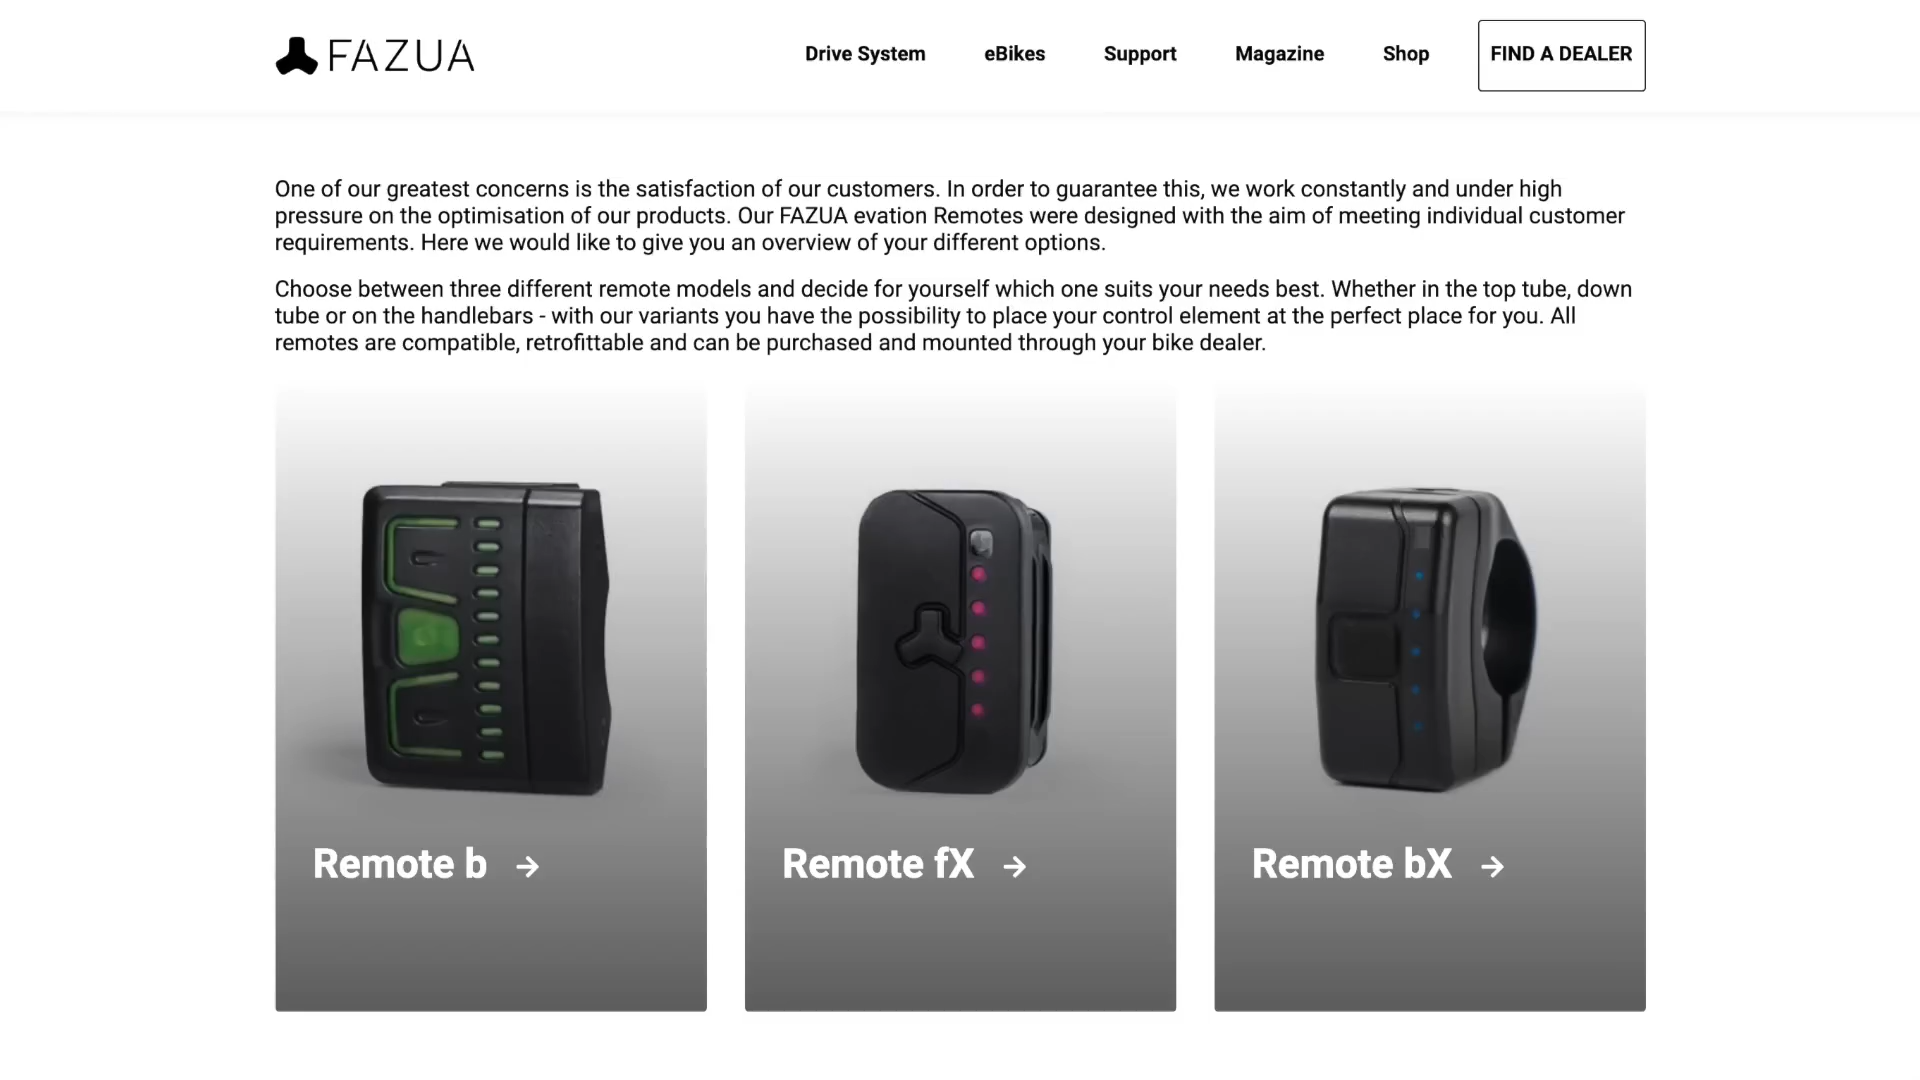 FAZUA
Drive System
eBikes
Support
Magazine
Shop
FIND A DEALER
One of our greatest concerns is the satisfaction of our customers. In order to guarantee this, we work constantly and under high
pressure on the optimisation of our products. Our FAZUA evation Remotes were designed with the aim of meeting individual customer
requirements. Here we would like to give you an overview of your different options.
Choose between three different remote models and decide for yourself which one suits your needs best. Whether in the top tube, down
tube or on the handlebars - with our variants you have the possibility to place your control element at the perfect place for you. All
remotes are compatible, retrofittable and can be purchased and mounted through your bike dealer.
Remote b →
Remote fX →
Remote bX →